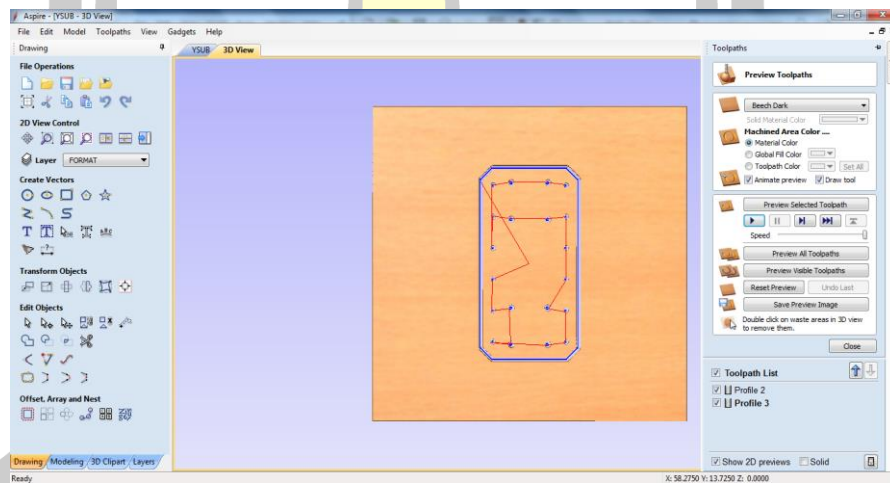 Aspire - [YSUB - 3D View]
File Edit Model Toolpaths View Gadgets Help
Drawing
YSUB 3D View
File Operations
2D View Control
Layer FORMAT
Create Vectors
Transform Objects
Edit Objects
Offset, Array and Nest
Drawing Modeling 3D Clipart Layers
Ready
Toolpaths
Preview Toolpaths
Beech Dark
Solid Material Color
Machined Area Color ....
Material Color
Global Fill Color
Toolpath Color Set All
Animate preview Draw tool
Preview Selected Toolpath
Speed
Preview All Toolpaths
Preview Visible Toolpaths
Reset Preview Undo Last
Save Preview Image
Double click on waste areas in 3D view
to remove them.
Close
Toolpath List
Profile 2
Profile 3
Show 2D previews Solid
X: 58.2750 Y: 13.7250 Z: 0.0000